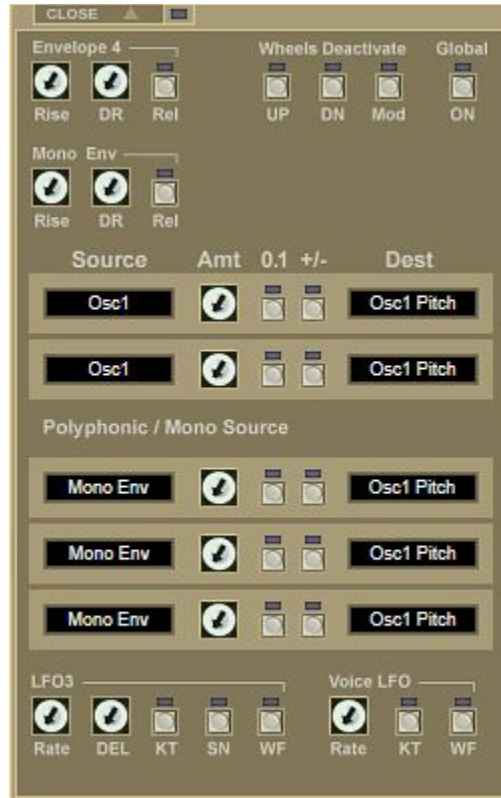 CLOSE
Envelope 4 Wheels Deactivate Global
Rise DR Rel UP DN Mod ON
Mono Env
Rise DR Rel
Source Amt 0.1 +/- Dest
Osc1 Osc1 Pitch
Osc1 Osc1 Pitch
Polyphonic / Mono Source
Mono Env Osc1 Pitch
Mono Env Osc1 Pitch
Mono Env Osc1 Pitch
LFO3 Voice LFO
Rate DEL KT SN WF Rate KT WF